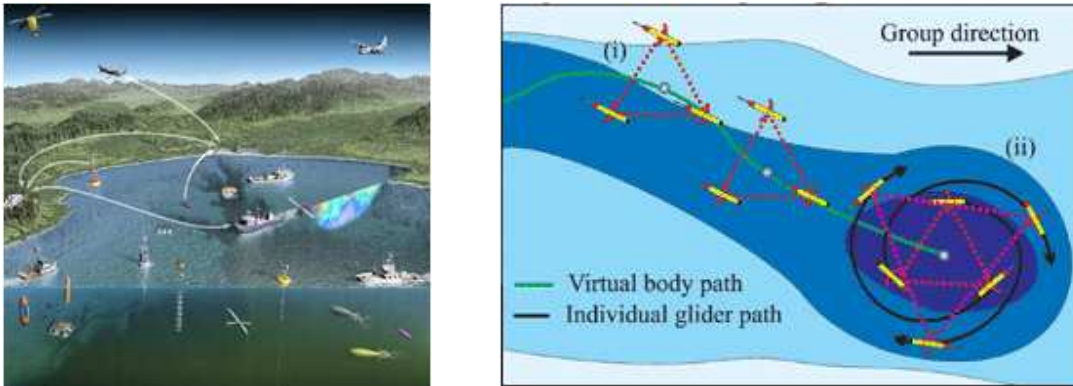 (i)
Group direction
(ii)
Virtual body path
Individual glider path